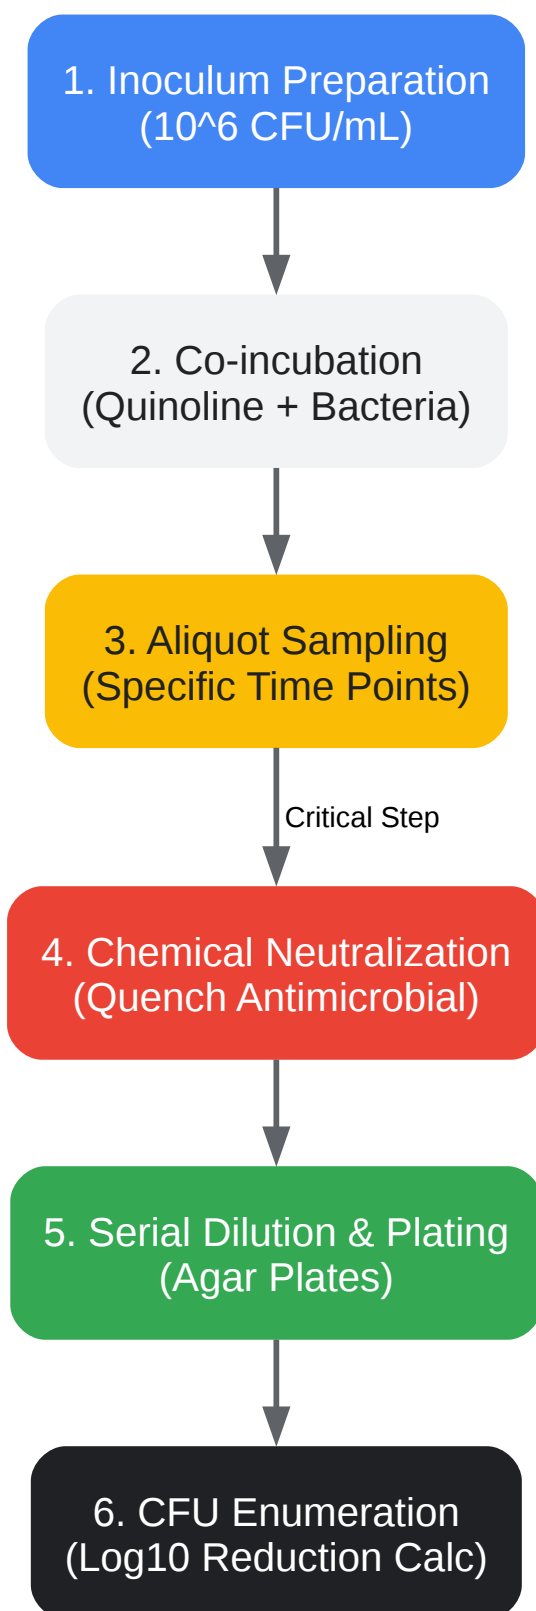 1. Inoculum Preparation
(10^6 CFU/mL)
2. Co-incubation
(Quinoline + Bacteria)
3. Aliquot Sampling
(Specific Time Points)
Critical Step
4. Chemical Neutralization
(Quench Antimicrobial)
5. Serial Dilution & Plating
(Agar Plates)
6. CFU Enumeration
(Log10 Reduction Calc)